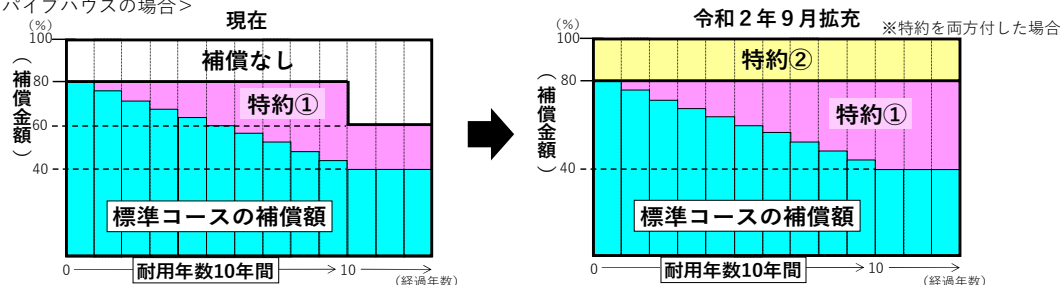 パイプハウスの場合＞
現在
(%)
100
80
60
40
（補償金額）
補償なし
特約①
標準コースの補償額
0
耐用年数10年間
10
(経過年数)
令和２年９月拡充
※特約を両方付した場合
(%)
100
80
40
（補償金額）
特約②
特約①
標準コースの補償額
0
耐用年数10年間
10
(経過年数)